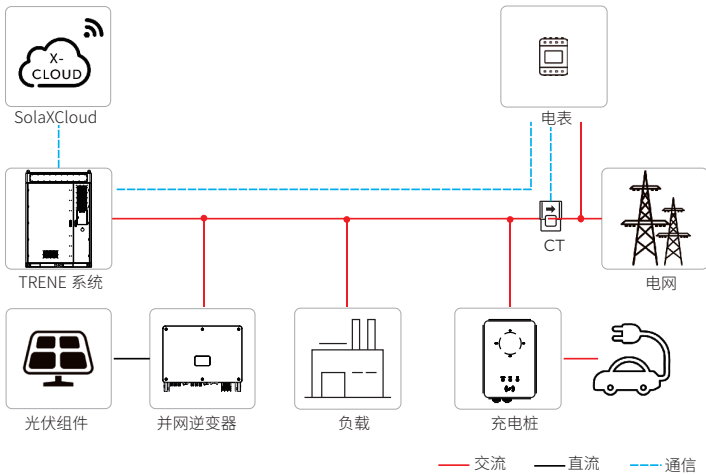 X-
CLOUD
SolaXCloud
电表
CT
TRENE 系统
电网
光伏组件
并网逆变器
负载
充电桩
交流
直流
通信